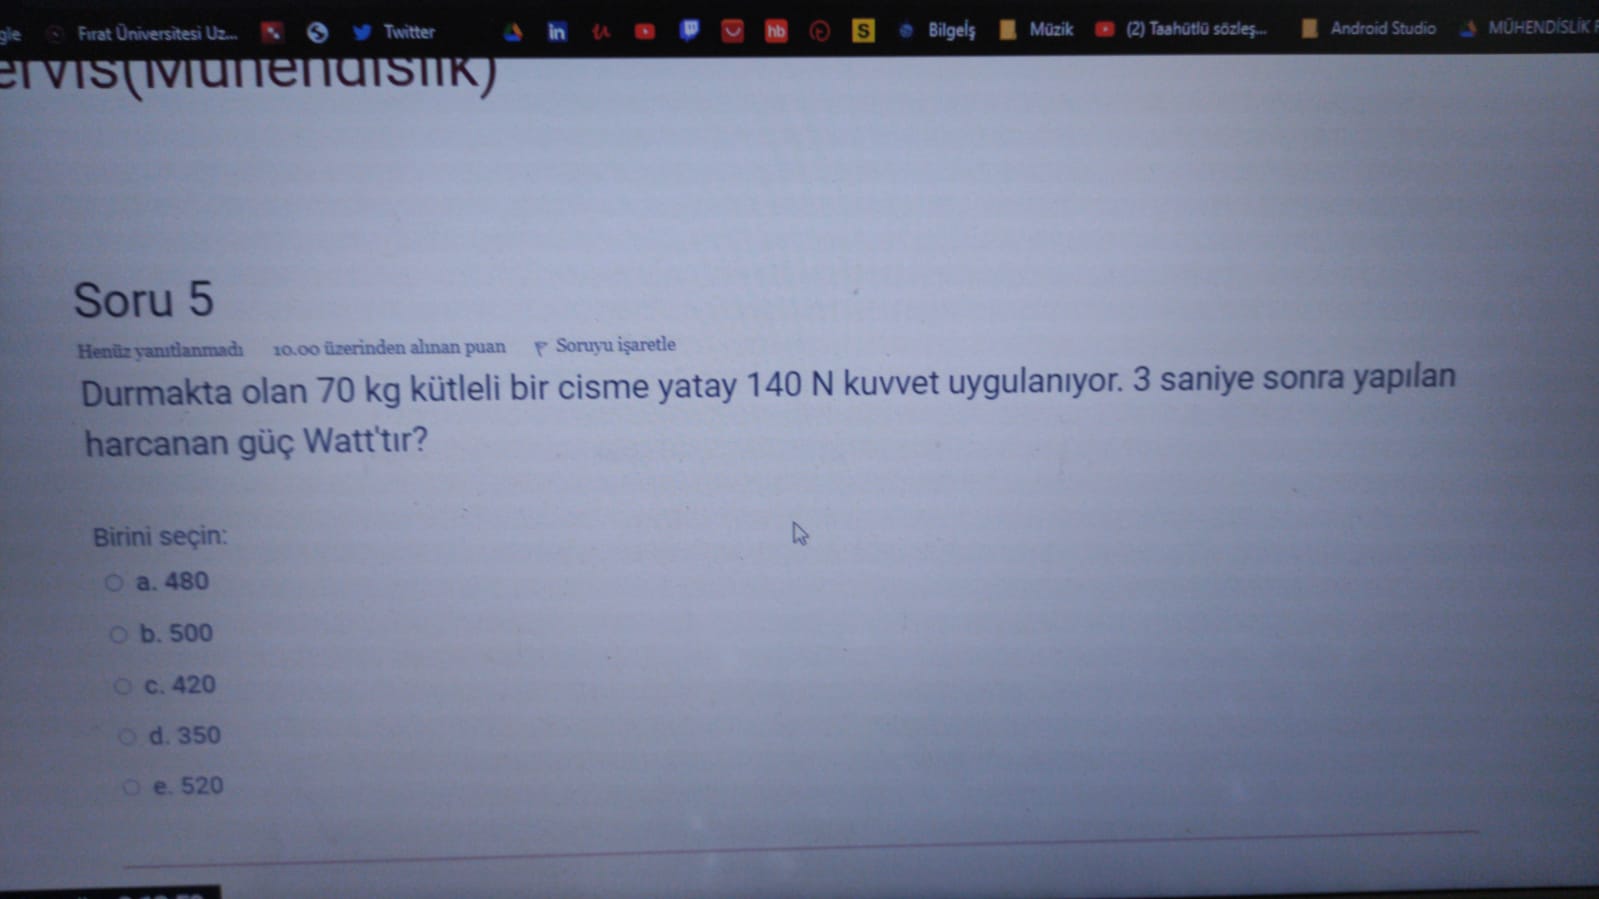 gle Fırat Üniversitesi Uz... Twitter in hb S Bilgelş Müzik (2) Taahütlü sözleş... Android Studio MÜHENDİSLİK F
ervis(Mühendislik)
Soru 5
Henüz yanıtlanmadı 10.00 üzerinden alınan puan Soruyu işaretle
Durmakta olan 70 kg kütleli bir cisme yatay 140 N kuvvet uygulanıyor. 3 saniye sonra yapılan
harcanan güç Watt'tır?
Birini seçin:
a. 480
b. 500
c. 420
d. 350
e. 520